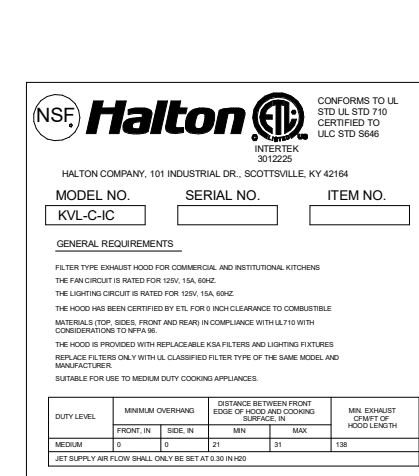 NSF
Halton
ETL
LISTED
CONFORMS TO UL
STD UL STD 710
CERTIFIED TO
ULC STD S646
INTERTEK
3012225
HALTON COMPANY, 101 INDUSTRIAL DR., SCOTTSVILLE, KY 42164
MODEL NO. SERIAL NO. ITEM NO.
KVL-C-IC
GENERAL REQUIREMENTS
FILTER TYPE EXHAUST HOOD FOR COMMERCIAL AND INSTITUTIONAL KITCHENS
THE FAN CIRCUIT IS RATED FOR 125V, 15A, 60HZ.
THE LIGHTING CIRCUIT IS RATED FOR 125V, 15A, 60HZ.
THE HOOD HAS BEEN CERTIFIED BY ETL FOR 0 INCH CLEARANCE TO COMBUSTIBLE
MATERIALS (TOP, SIDES, FRONT AND REAR) IN COMPLIANCE WITH UL710 WITH
CONSIDERATIONS TO NFPA 96.
THE HOOD IS PROVIDED WITH REPLACEABLE KSA FILTERS AND LIGHTING FIXTURES
REPLACE FILTERS ONLY WITH UL CLASSIFIED FILTER TYPE OF THE SAME MODEL AND
MANUFACTURER.
SUITABLE FOR USE TO MEDIUM DUTY COOKING APPLIANCES.
DUTY LEVEL MINIMUM OVERHANG DISTANCE BETWEEN FRONT EDGE OF HOOD AND COOKING SURFACE, IN MIN. EXHAUST CFM/FT OF HOOD LENGTH
FRONT, IN SIDE, IN MIN MAX
MEDIUM 0 0 21 31 138
JET SUPPLY AIR FLOW SHALL ONLY BE SET AT 0.30 IN H20